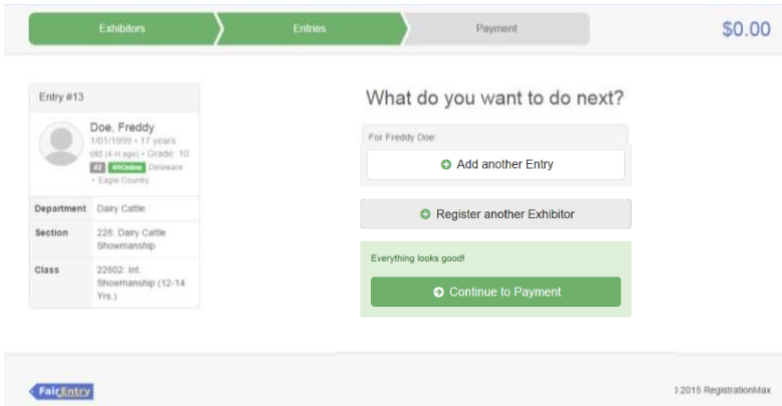 Exhibitors
Entries
Payment
$0.00
Entry #13
Doe, Freddy
1/01/1999 • 17 years
old (4-H age) • Grade: 10
#2 4HOnline Delaware
• Eagle County
Department Dairy Cattle
Section 228: Dairy Cattle
Showmanship
Class 22802: Int.
Showmanship (12-14
Yrs.)
What do you want to do next?
For Freddy Doe:
Add another Entry
Register another Exhibitor
Everything looks good!
Continue to Payment
FairEntry
© 2015 RegistrationMax